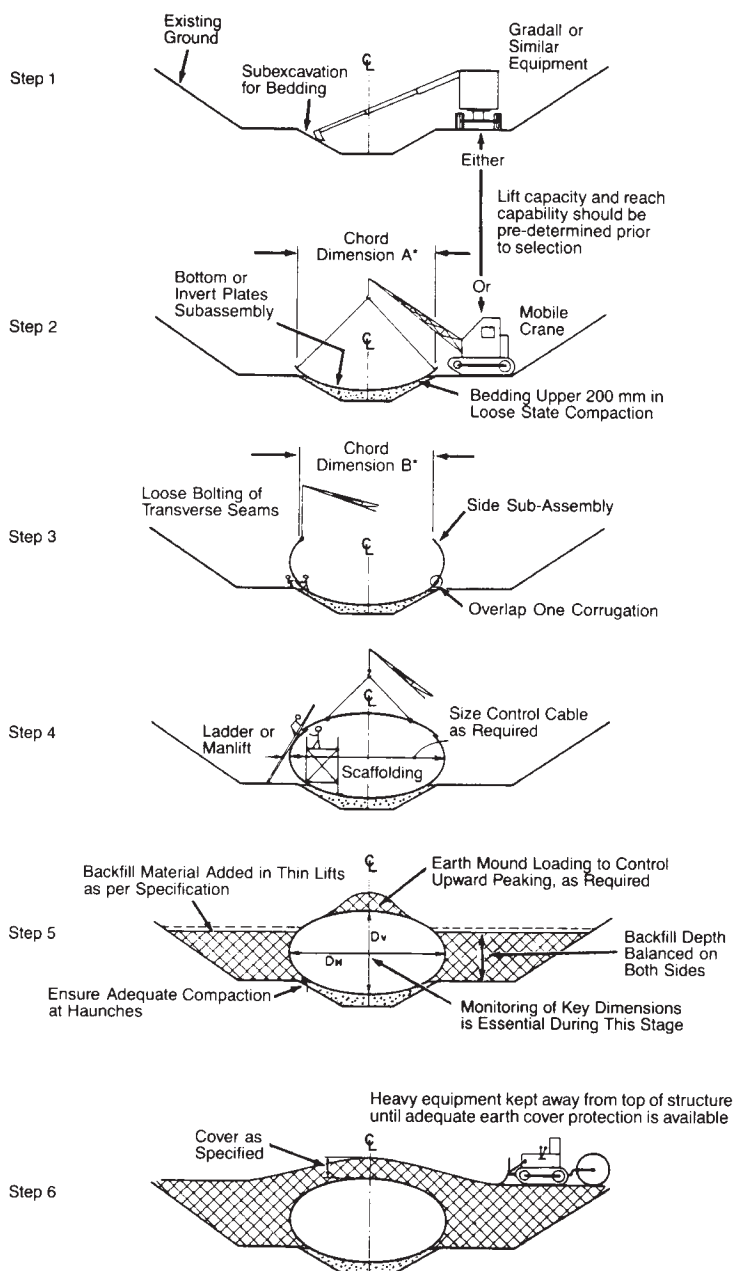 Step 1
Existing
Ground
Subexcavation
for Bedding
℄
Gradall or
Similar
Equipment
Either
Lift capacity and reach
capability should be
pre-determined prior
to selection
Or
Step 2
Chord
Dimension A*
Bottom or
Invert Plates
Subassembly
℄
Mobile
Crane
Bedding Upper 200 mm in
Loose State Compaction
Step 3
Chord
Dimension B*
Loose Bolting of
Transverse Seams
℄
Side Sub-Assembly
Overlap One Corrugation
Step 4
℄
Ladder or
Manlift
Size Control Cable
as Required
Scaffolding
Step 5
℄
Backfill Material Added in Thin Lifts
as per Specification
Earth Mound Loading to Control
Upward Peaking, as Required
DV
DH
Backfill Depth
Balanced on
Both Sides
Ensure Adequate Compaction
at Haunches
Monitoring of Key Dimensions
is Essential During This Stage
Step 6
Heavy equipment kept away from top of structure
until adequate earth cover protection is available
℄
Cover as
Specified